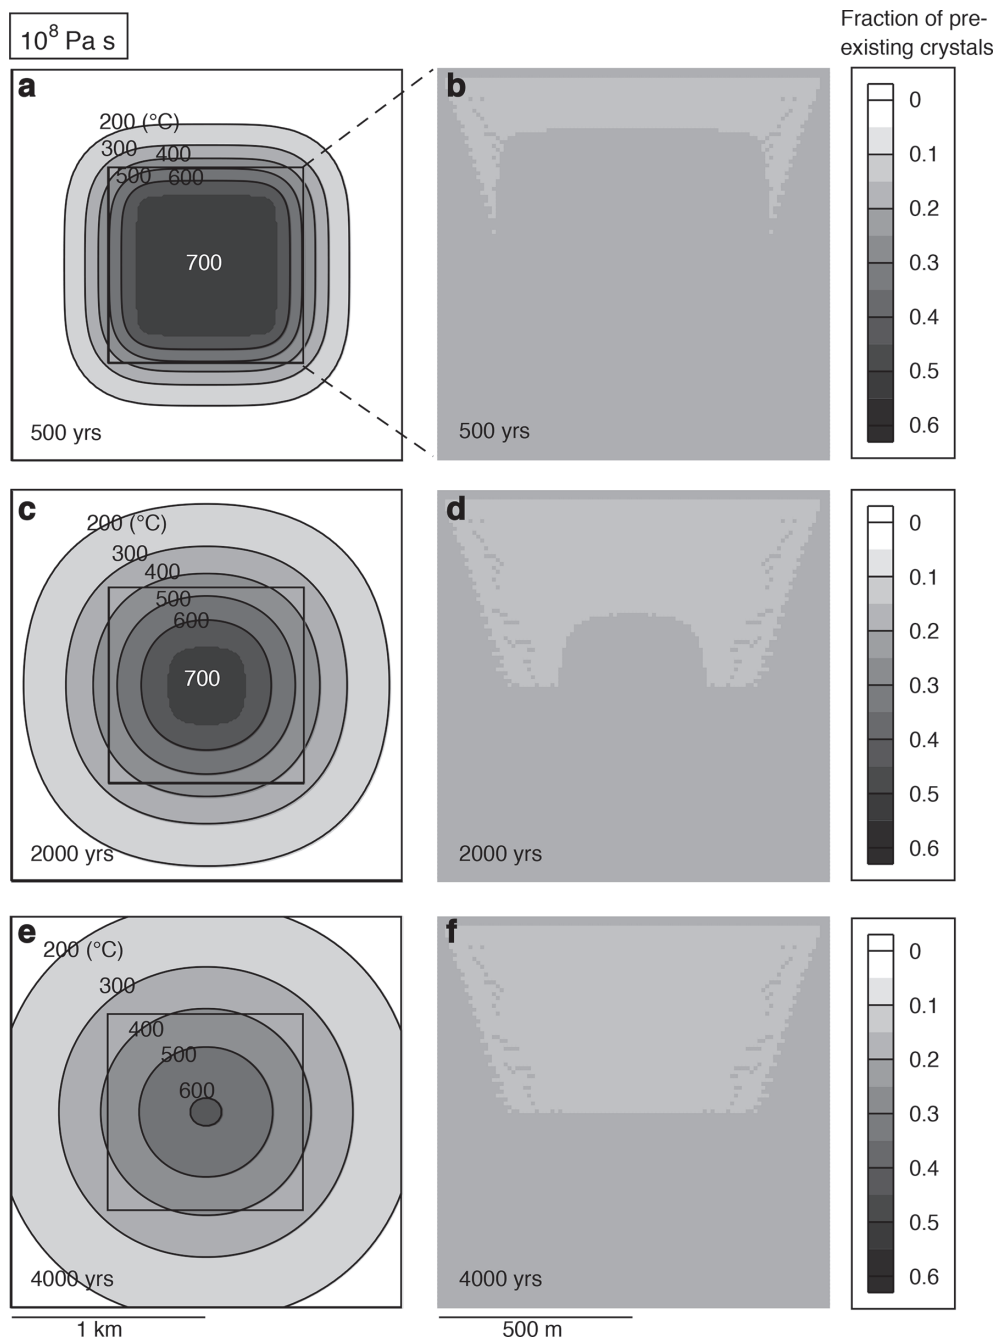 10⁸ Pa s
Fraction of pre-
existing crystals
a
200 (°C)
300
400
500
600
700
500 yrs
b
500 yrs
0
0.1
0.2
0.3
0.4
0.5
0.6
c
200 (°C)
300
400
500
600
700
2000 yrs
d
2000 yrs
0
0.1
0.2
0.3
0.4
0.5
0.6
e
200 (°C)
300
400
500
600
4000 yrs
f
4000 yrs
0
0.1
0.2
0.3
0.4
0.5
0.6
1 km
500 m